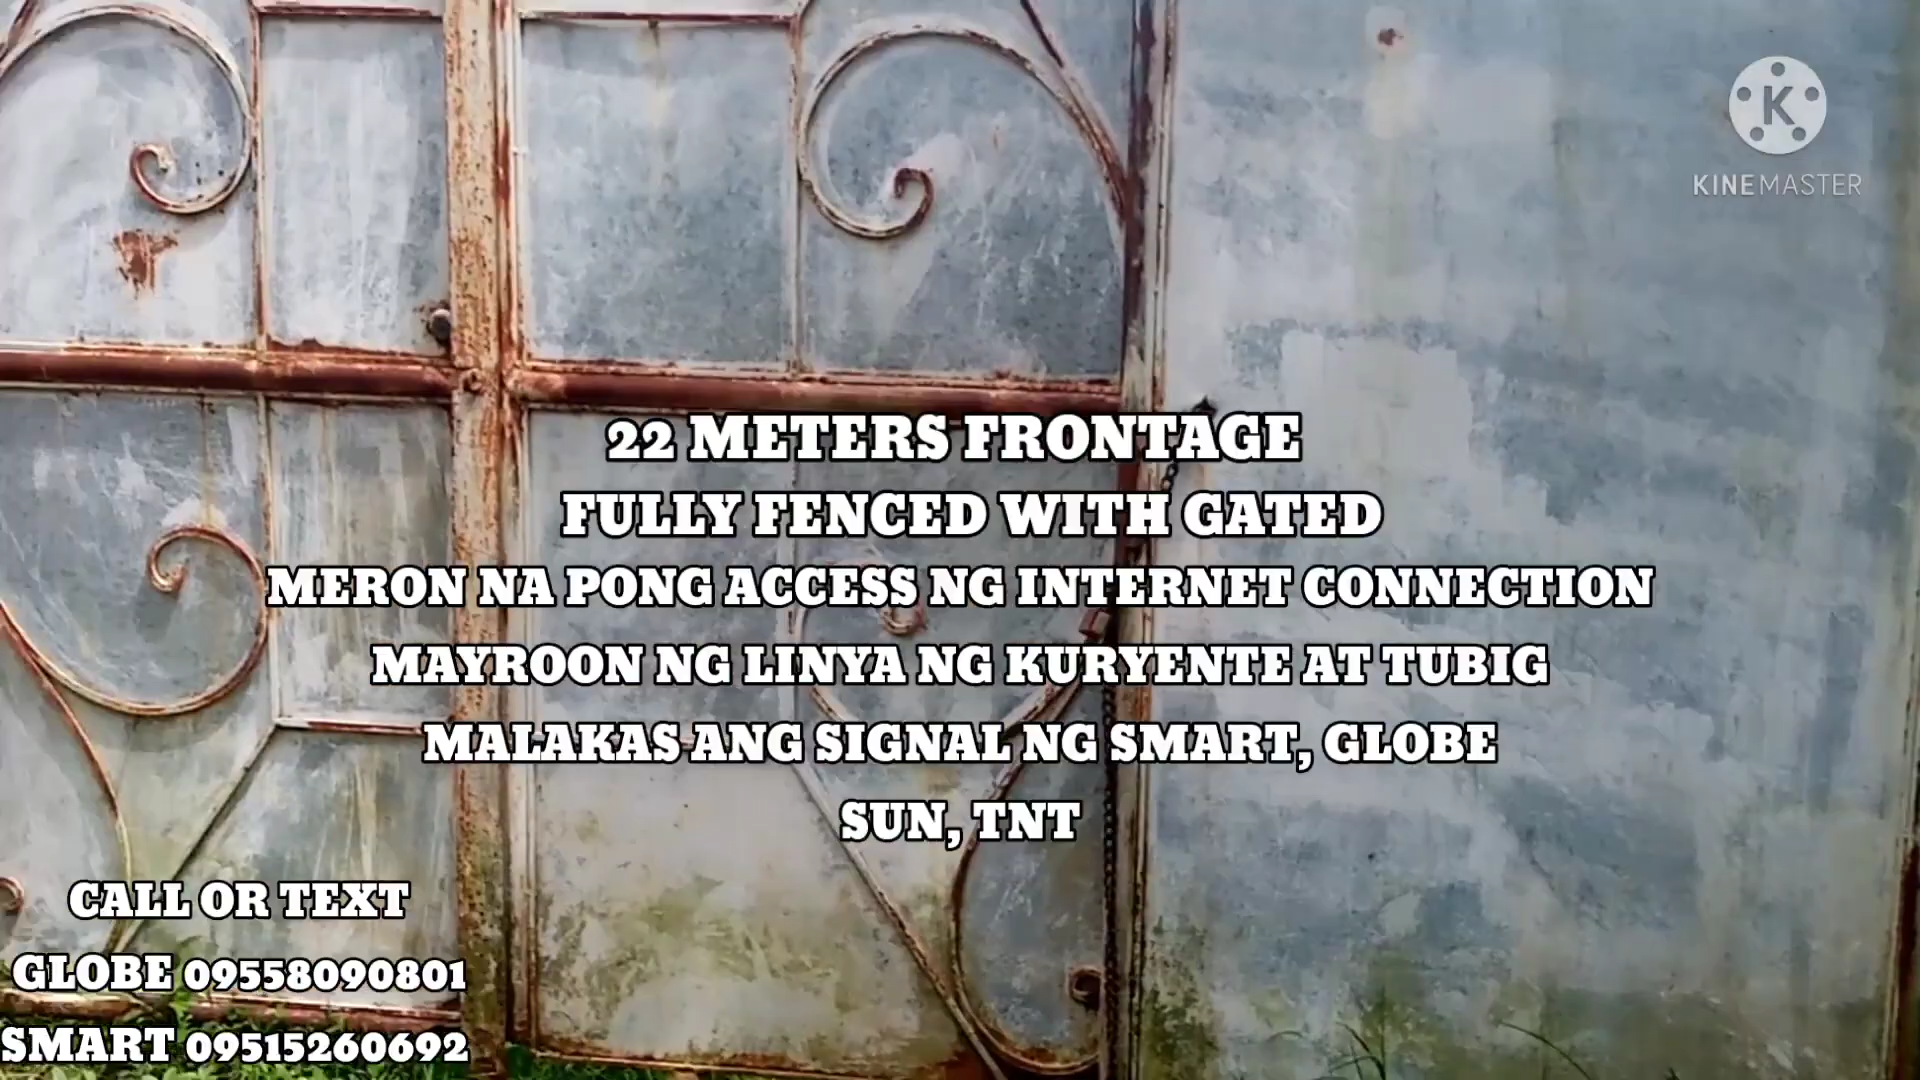 KINEMASTER
22 METERS FRONTAGE
FULLY FENCED WITH GATED
MERON NA PONG ACCESS NG INTERNET CONNECTION
MAYROON NG LINYA NG KURYENTE AT TUBIG
MALAKAS ANG SIGNAL NG SMART, GLOBE
SUN, TNT
CALL OR TEXT
GLOBE 09558090801
SMART 09515260692